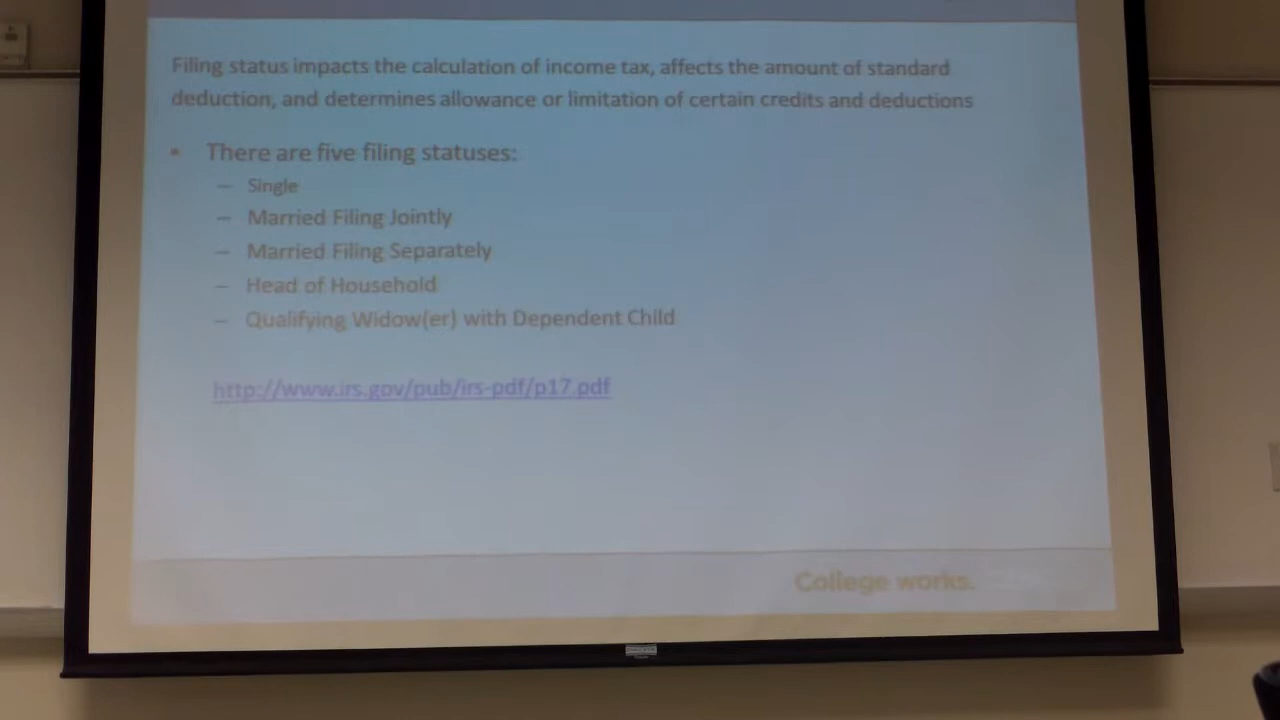 Filing status impacts the calculation of income tax, affects the amount of standard
deduction, and determines allowance or limitation of certain credits and deductions
• There are five filing statuses:
– Single
– Married Filing Jointly
– Married Filing Separately
– Head of Household
– Qualifying Widow(er) with Dependent Child
http://www.irs.gov/pub/irs-pdf/p17.pdf
College works.